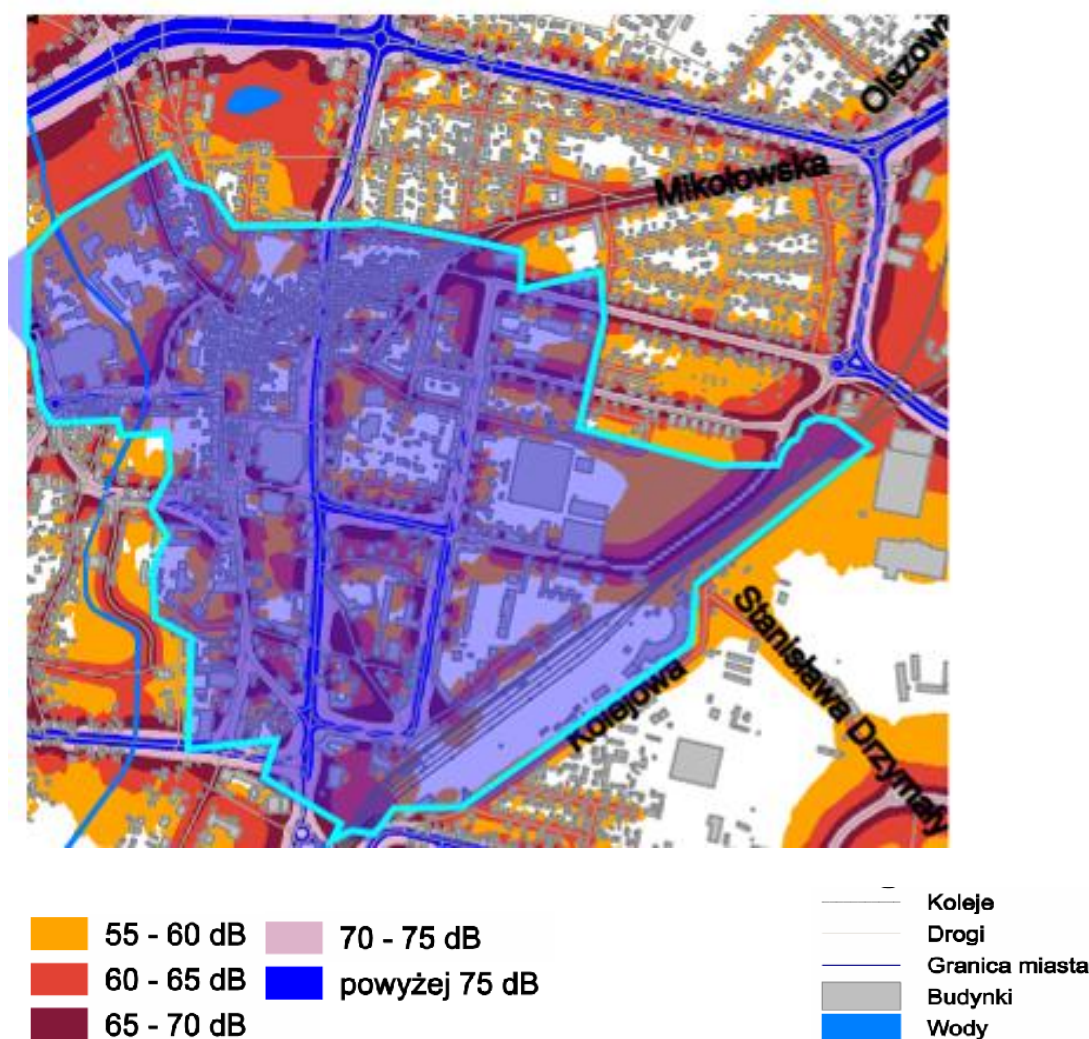 Olszow
Mikołowska
Stanisława Drzymały
Kolejowa
55 - 60 dB
60 - 65 dB
65 - 70 dB
70 - 75 dB
powyżej 75 dB
Koleje
Drogi
Granica miasta
Budynki
Wody